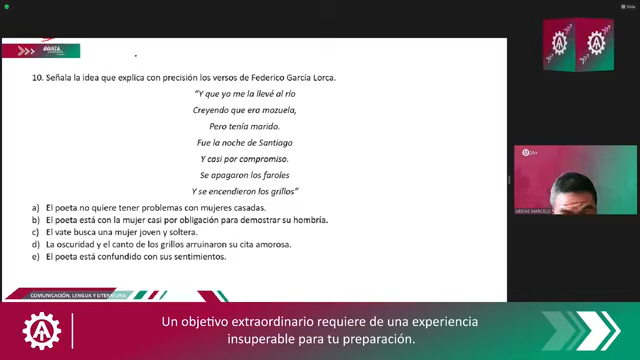 Vista
AVANZA
10. Señala la idea que explica con precisión los versos de Federico García Lorca.
“Y que yo me la llevé al río
Creyendo que era mozuela,
Pero tenía marido.
Fue la noche de Santiago
Y casi por compromiso.
Se apagaron los faroles
Y se encendieron los grillos”
a) El poeta no quiere tener problemas con mujeres casadas.
b) El poeta está con la mujer casi por obligación para demostrar su hombría.
c) El vate busca una mujer joven y soltera.
d) La oscuridad y el canto de los grillos arruinaron su cita amorosa.
e) El poeta está confundido con sus sentimientos.
COMUNICACIÓN, LENGUA Y LITERATURA
ABDIAS MARCELO
Un objetivo extraordinario requiere de una experiencia
insuperable para tu preparación.